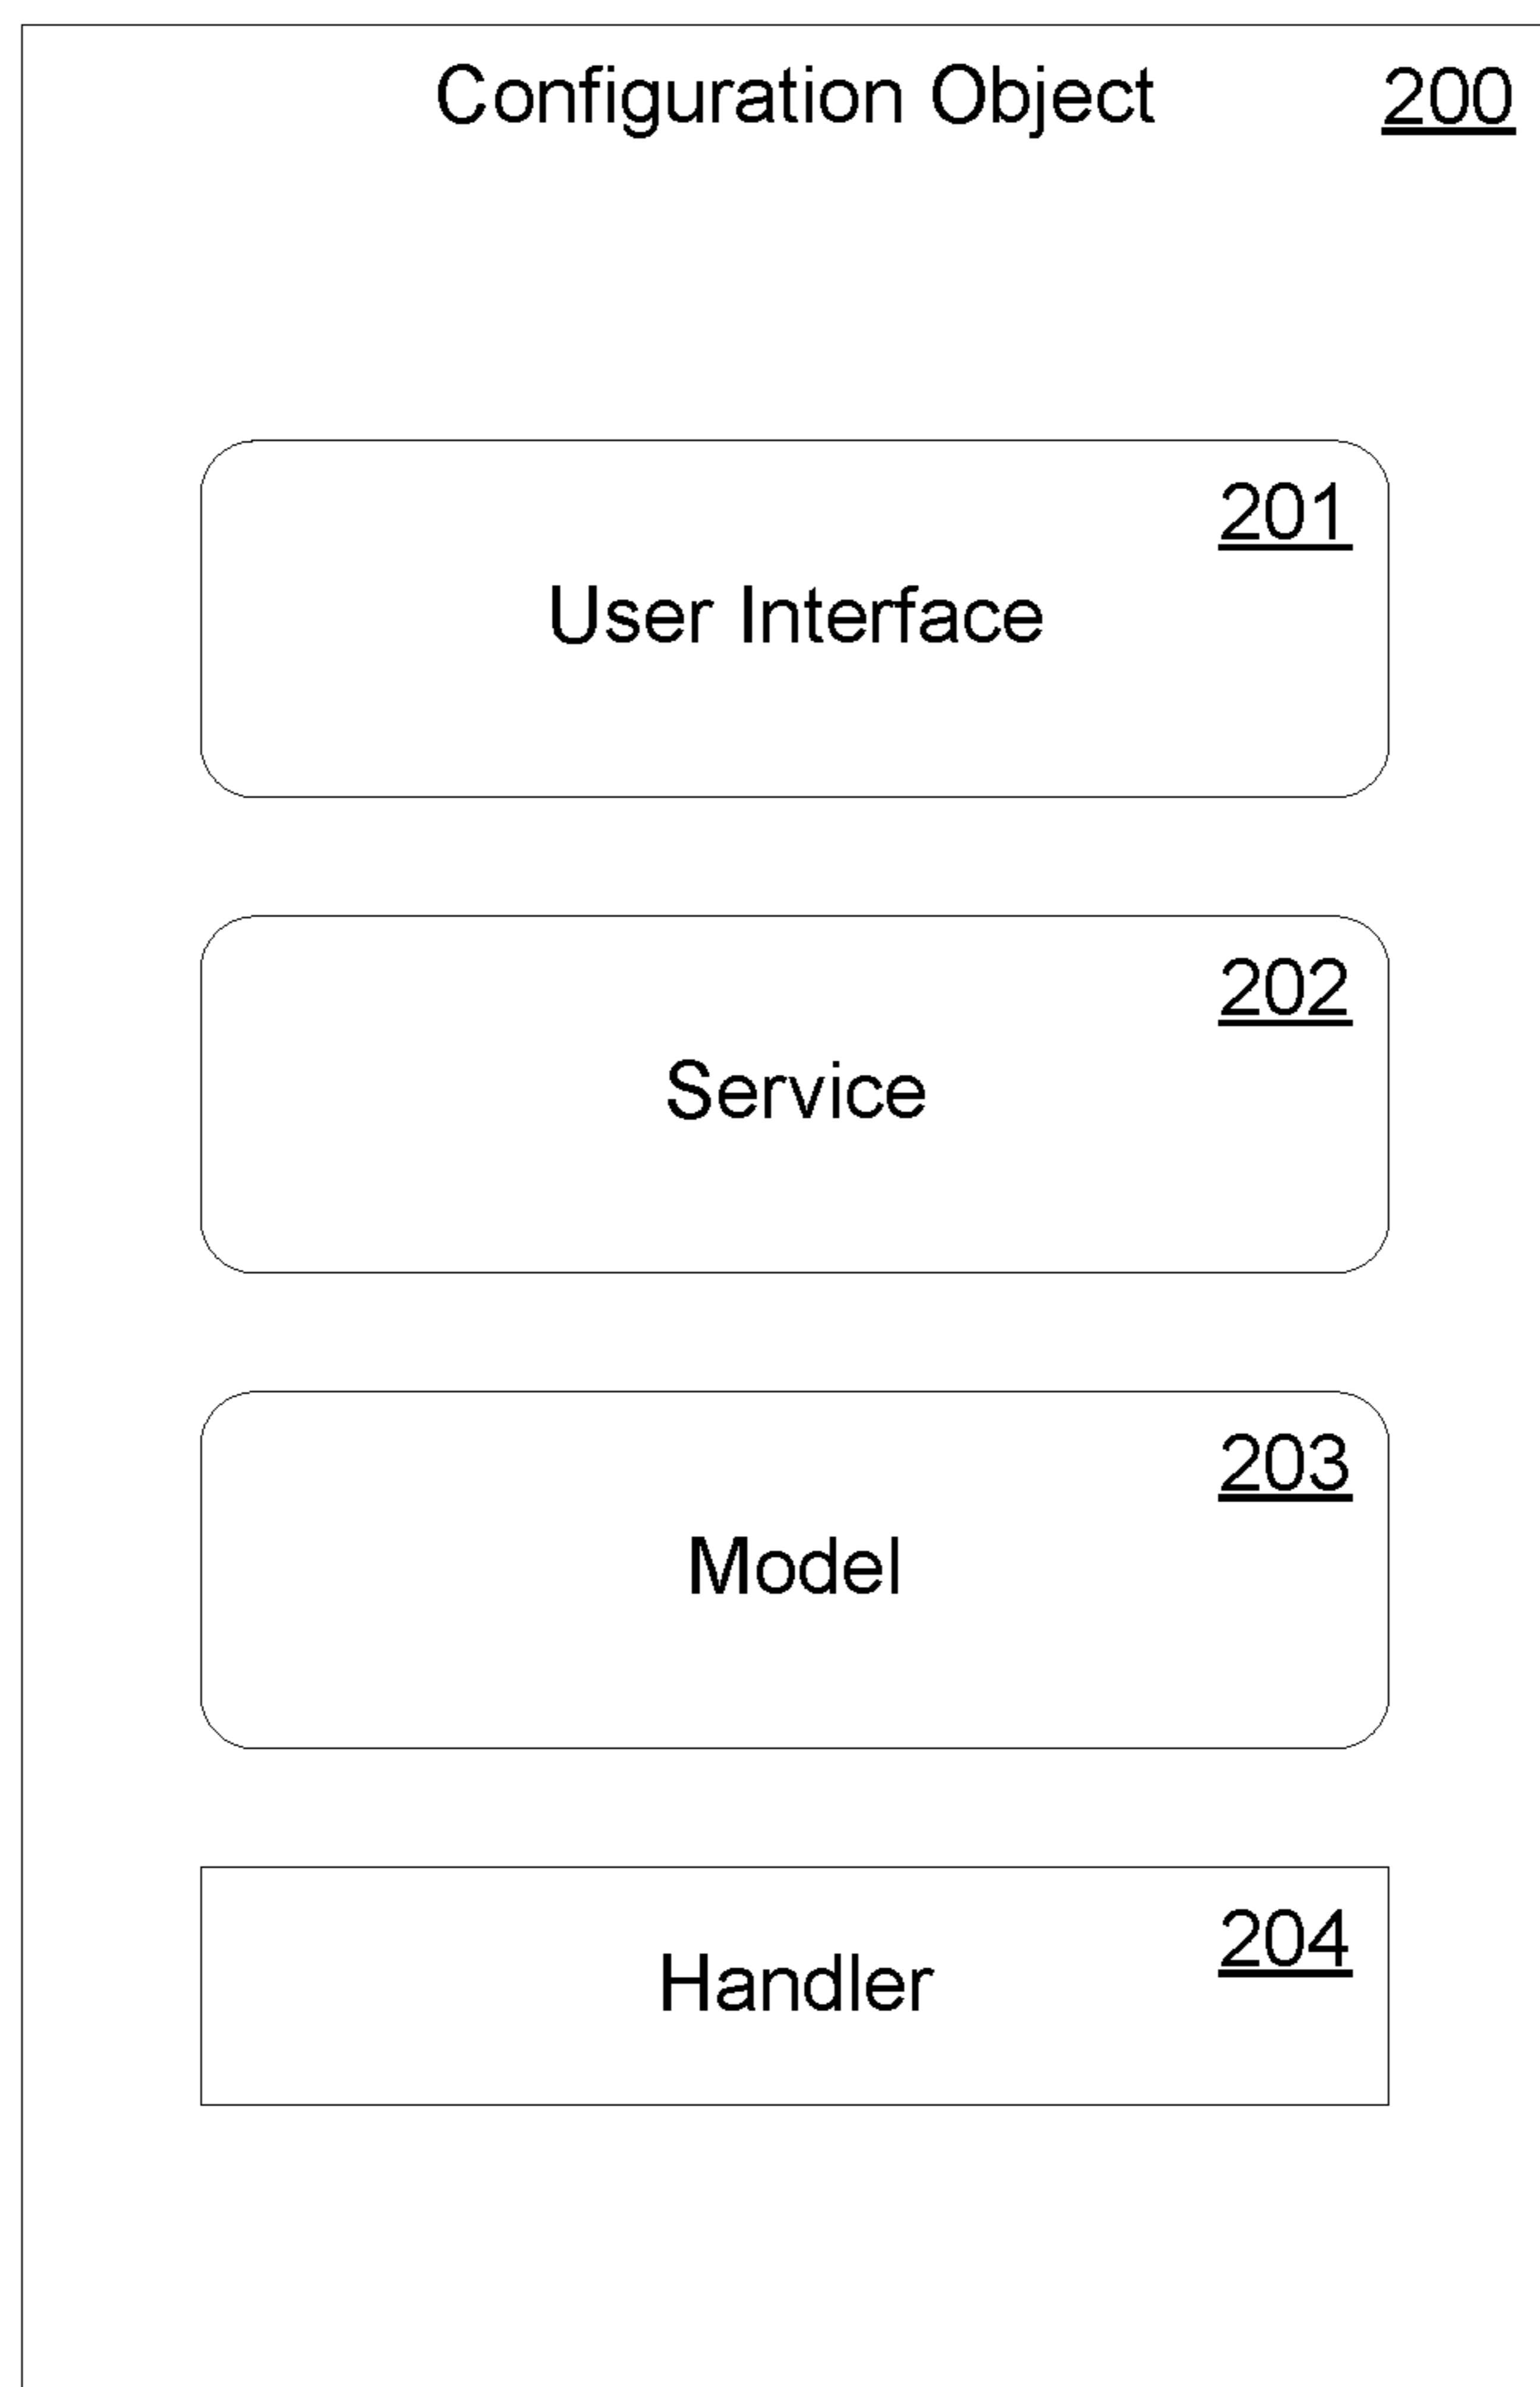 Configuration Object 200
201
User Interface
202
Service
203
Model
204
Handler